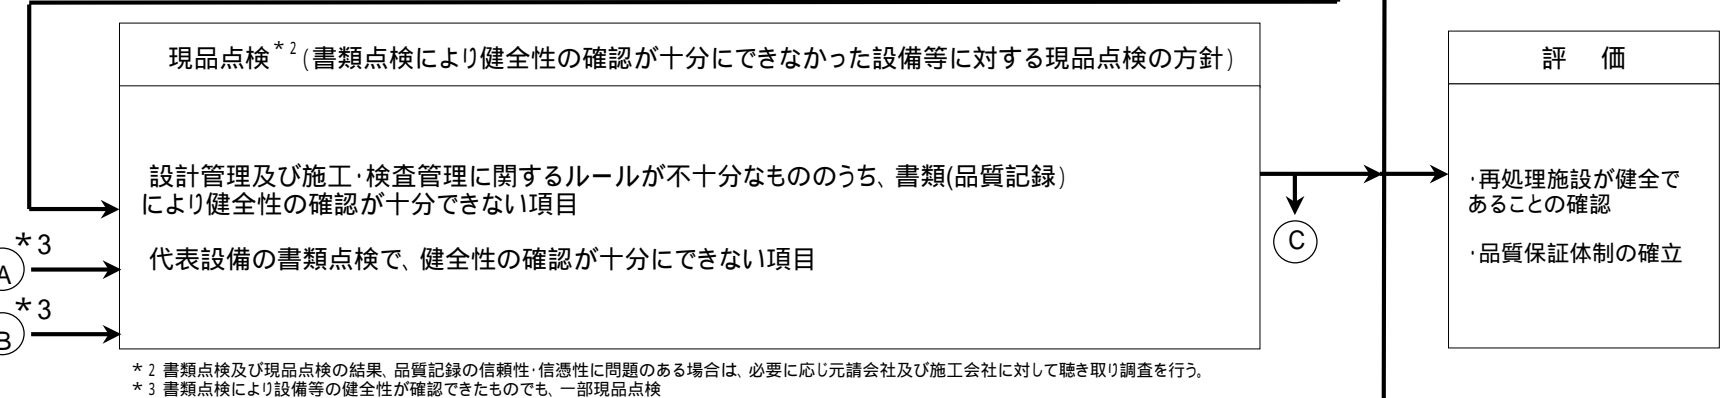 現品点検*2(書類点検により健全性の確認が十分にできなかった設備等に対する現品点検の方針)
評 価
設計管理及び施工・検査管理に関するルールが不十分なもののうち、書類(品質記録)
により健全性の確認が十分できない項目
代表設備の書類点検で、健全性の確認が十分にできない項目
*3
A
*3
B
C
・再処理施設が健全で
あることの確認
・品質保証体制の確立
*2 書類点検及び現品点検の結果、品質記録の信頼性・信憑性に問題のある場合は、必要に応じ元請会社及び施工会社に対して聴き取り調査を行う。
*3 書類点検により設備等の健全性が確認できたものでも、一部現品点検